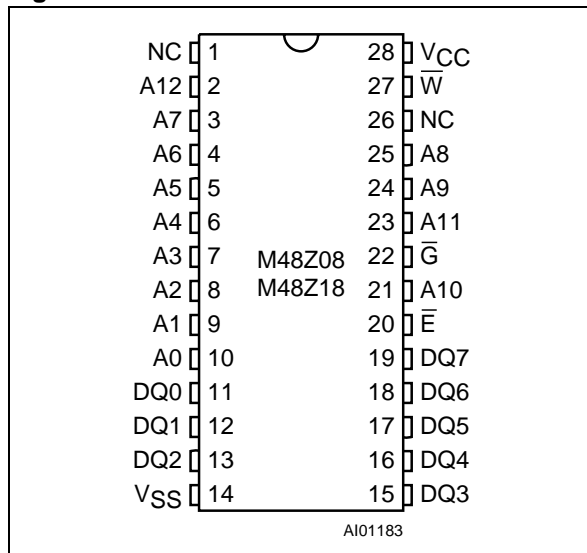 NC 1 28 VCC
A12 2 27 W̅
A7 3 26 NC
A6 4 25 A8
A5 5 24 A9
A4 6 23 A11
A3 7 M48Z08 22 G̅
A2 8 M48Z18 21 A10
A1 9 20 E̅
A0 10 19 DQ7
DQ0 11 18 DQ6
DQ1 12 17 DQ5
DQ2 13 16 DQ4
VSS 14 15 DQ3
AI01183